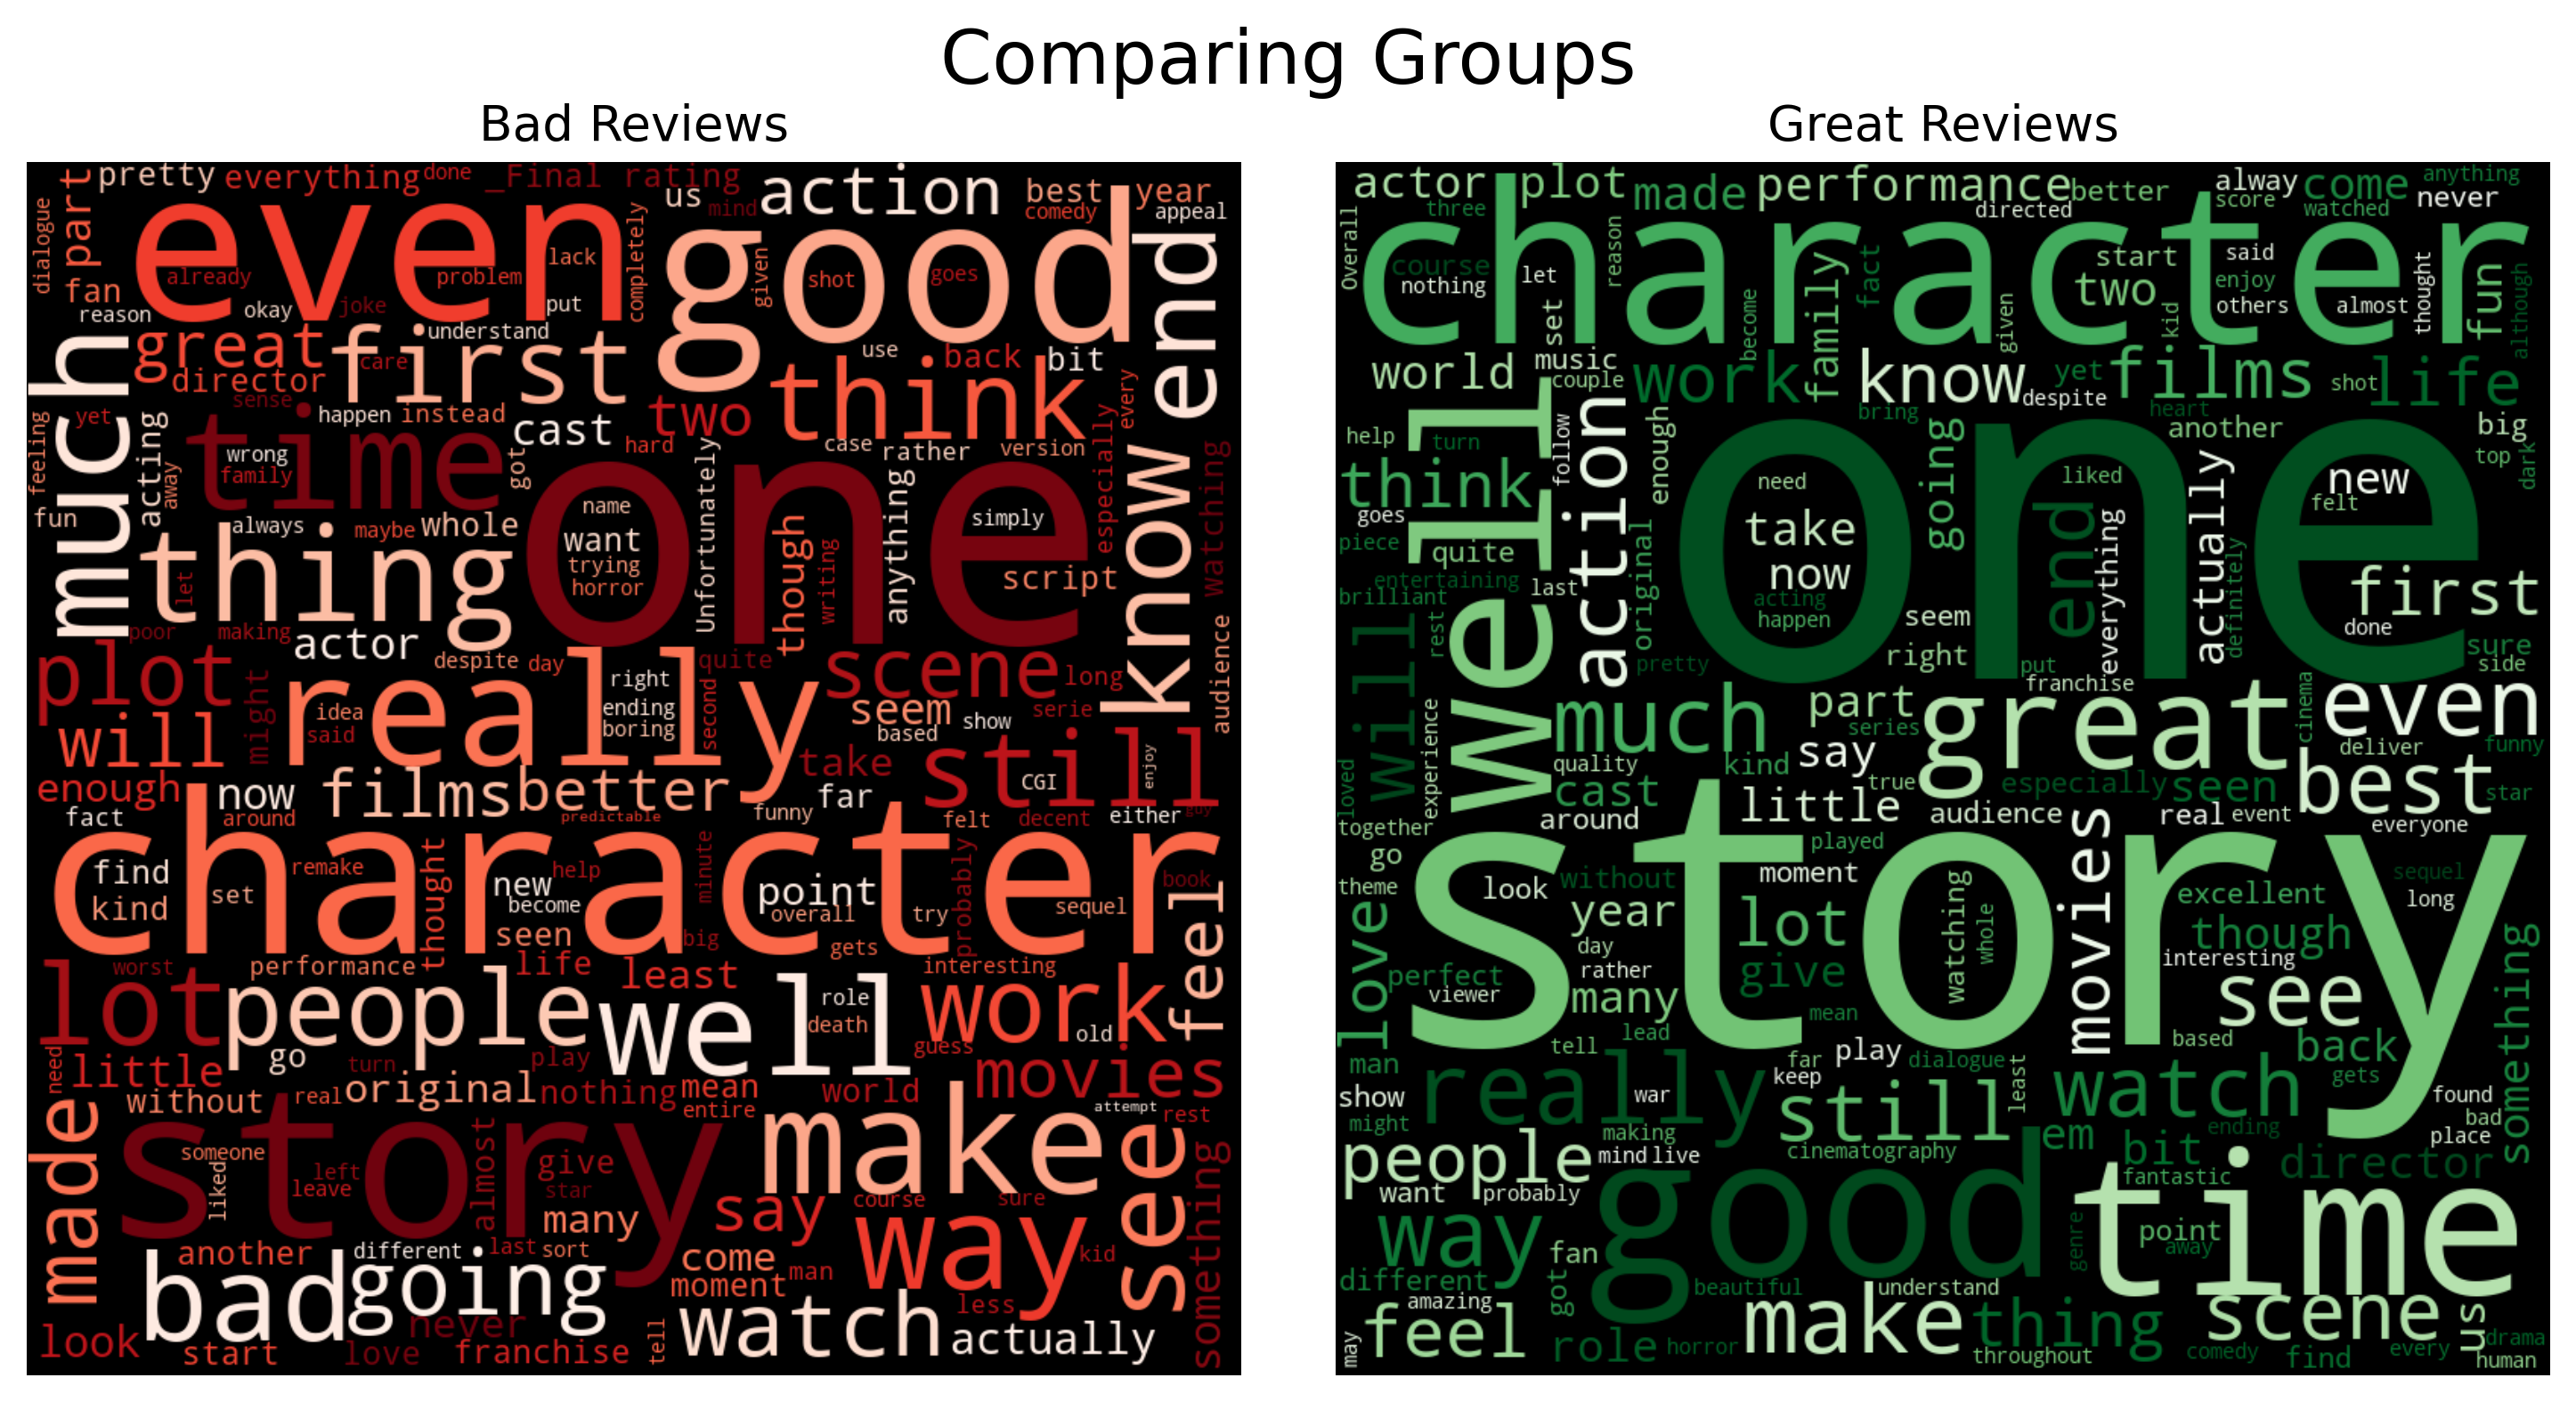 Comparing Groups
Bad Reviews
Great Reviews
part pretty everything done _Final rating us mind action best comedy year appeal
dialogue fan even already problem lack completely good given shot goes end
reason okay joke put understand
much great first care director use back bit every
think two sense happen instead cast hard case rather version especially
yet feeling acting away time wrong family got Unfortunately one know watching
fun always maybe whole name want trying horror simply script
thing let though writing anything
poor making actor despite day quite scene long audience
plot really right idea said ending boring second seem show serie based
will might still CGI enjoy
enough now films better take far either guy
fact around predictable funny felt decent
character find kind set remake thought new become help minute point overall try probably sequel book
seen big gets feel
lot worst performance life least interesting
people well role death work old guess
need little go turn play movies
made without real original nothing mean entire world make attempt rest see
story someone liked left leave almost give star many say course sure way something
another different last sort come moment man kid
bad going never watch less actually
look start love franchise tell
actor plot made performance better alway come anything
Overall three character directed score watched never
course nothing let reason set become family fact start two said enjoy others almost thought fun although
given kid
world music couple work know despite yet films shot life
bring heart another big
help turn well follow action enough going one need liked actually new top dark
think goes piece quite original take now end everything felt
entertaining brilliant last acting happen definitely first
will rest pretty seem right put done sure side
franchise
much part series great cinema even
experience loved quality kind say deliver funny
cast true especially seen best star
together around little audience movies real event everyone
go played
theme story look without moment watching whole excellent sequel long
love year lot though
perfect day rather give interesting something
viewer many mean see
tell lead
man really far play dialogue based back
show war keep still least watch gets found
might making em bit ending bad place
people mind live cinematography director
want probably good fantastic time
way fan point away genre
different got beautiful understand
amazing feel make thing scene us drama
may role horror throughout comedy find every human